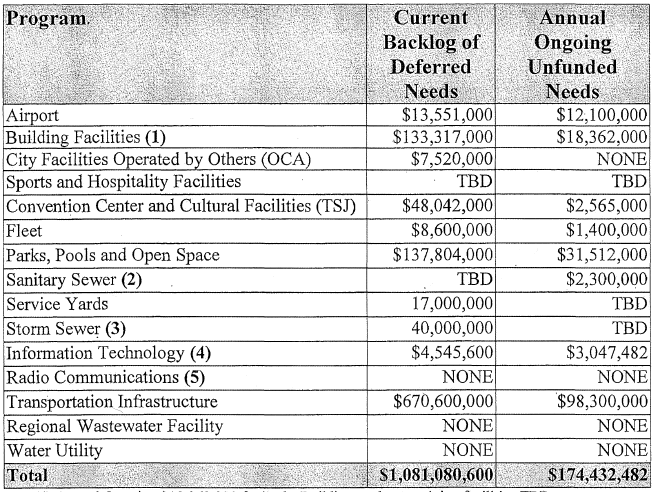 Program Current Backlog of Deferred Needs Annual Ongoing Unfunded Needs
Airport $13,551,000 $12,100,000
Building Facilities (1) $133,317,000 $18,362,000
City Facilities Operated by Others (OCA) $7,520,000 NONE
Sports and Hospitality Facilities TBD TBD
Convention Center and Cultural Facilities (TSJ) $48,042,000 $2,565,000
Fleet $8,600,000 $1,400,000
Parks, Pools and Open Space $137,804,000 $31,512,000
Sanitary Sewer (2) TBD $2,300,000
Service Yards 17,000,000 TBD
Storm Sewer (3) 40,000,000 TBD
Information Technology (4) $4,545,600 $3,047,482
Radio Communications (5) NONE NONE
Transportation Infrastructure $670,600,000 $98,300,000
Regional Wastewater Facility NONE NONE
Water Utility NONE NONE
Total $1,081,080,600 $174,432,482